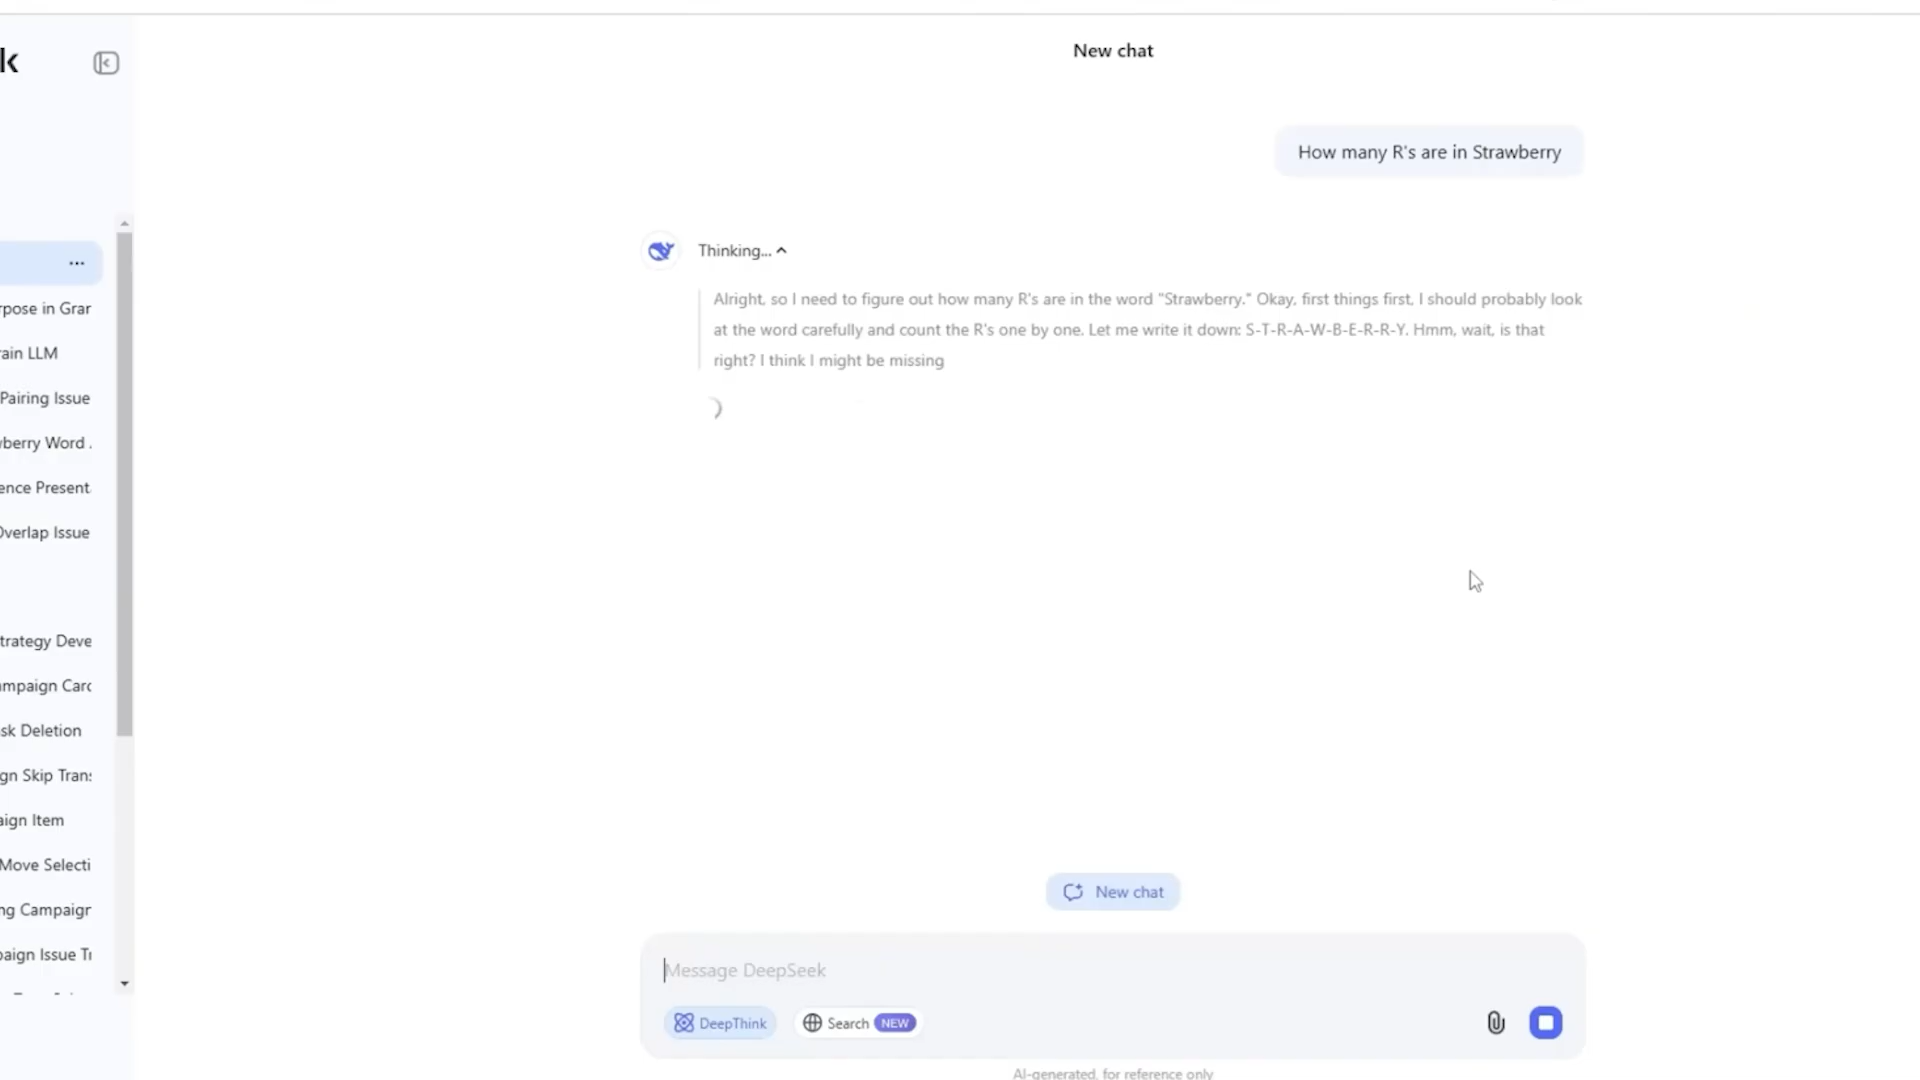 k
New chat
How many R's are in Strawberry
Thinking...
Alright, so I need to figure out how many R's are in the word "Strawberry." Okay, first things first, I should probably look
at the word carefully and count the R's one by one. Let me write it down: S-T-R-A-W-B-E-R-R-Y. Hmm, wait, is that
right? I think I might be missing
...
rpose in Grar
rain LLM
Pairing Issue
berry Word .
ence Present
Overlap Issue
trategy Deve
mpaign Card
sk Deletion
gn Skip Trans
aign Item
Move Selecti
ng Campaigr
paign Issue Tr
New chat
Message DeepSeek
DeepThink
Search NEW
AI-generated, for reference only